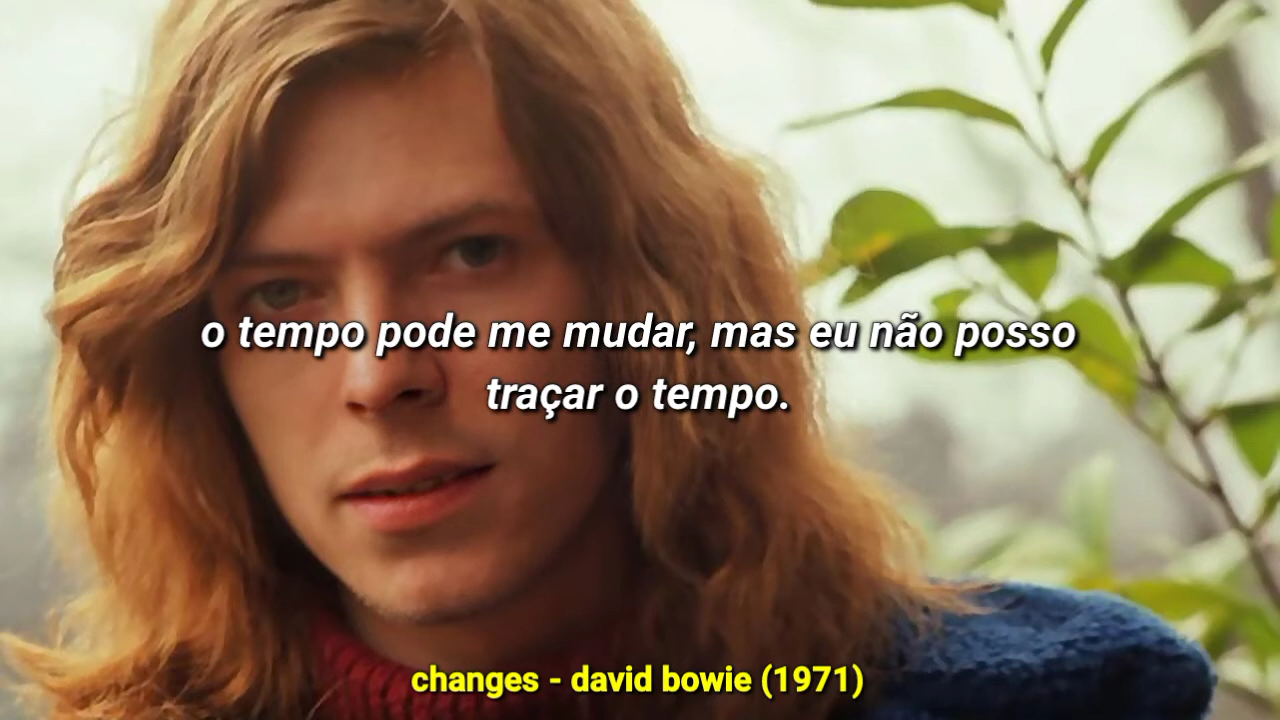 o tempo pode me mudar, mas eu não posso
traçar o tempo.
changes - david bowie (1971)